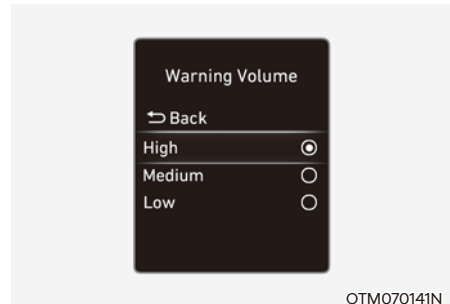 Warning Volume
Back
High
Medium
Low
OTM070141N